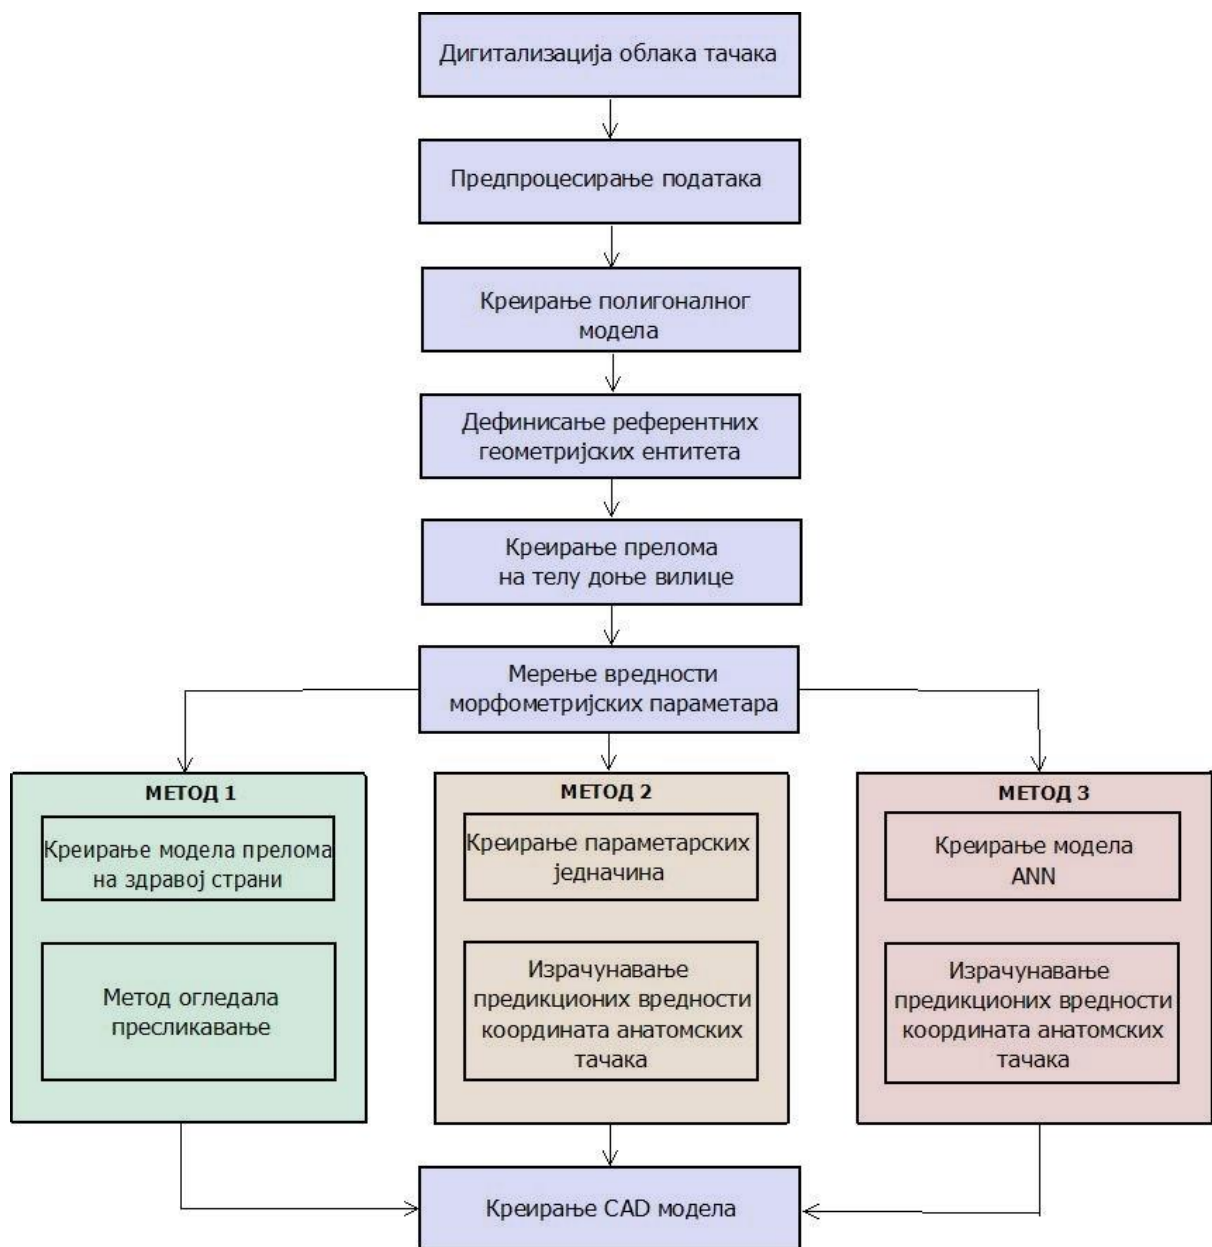 Дигитализација облака тачака
Предпроцесирање података
Креирање полигоналног
модела
Дефинисање референтних
геометријских ентитета
Креирање прелома
на телу доње вилице
Мерење вредности
морфометријских параметара
МЕТОД 1
Креирање модела прелома
на здравој страни
Метод огледала
пресликавање
МЕТОД 2
Креирање параметарских
једначина
Израчунавање
предикционих вредности
координата анатомских
тачака
МЕТОД 3
Креирање модела
ANN
Израчунавање
предикционих вредности
координата анатомских
тачака
Креирање CAD модела